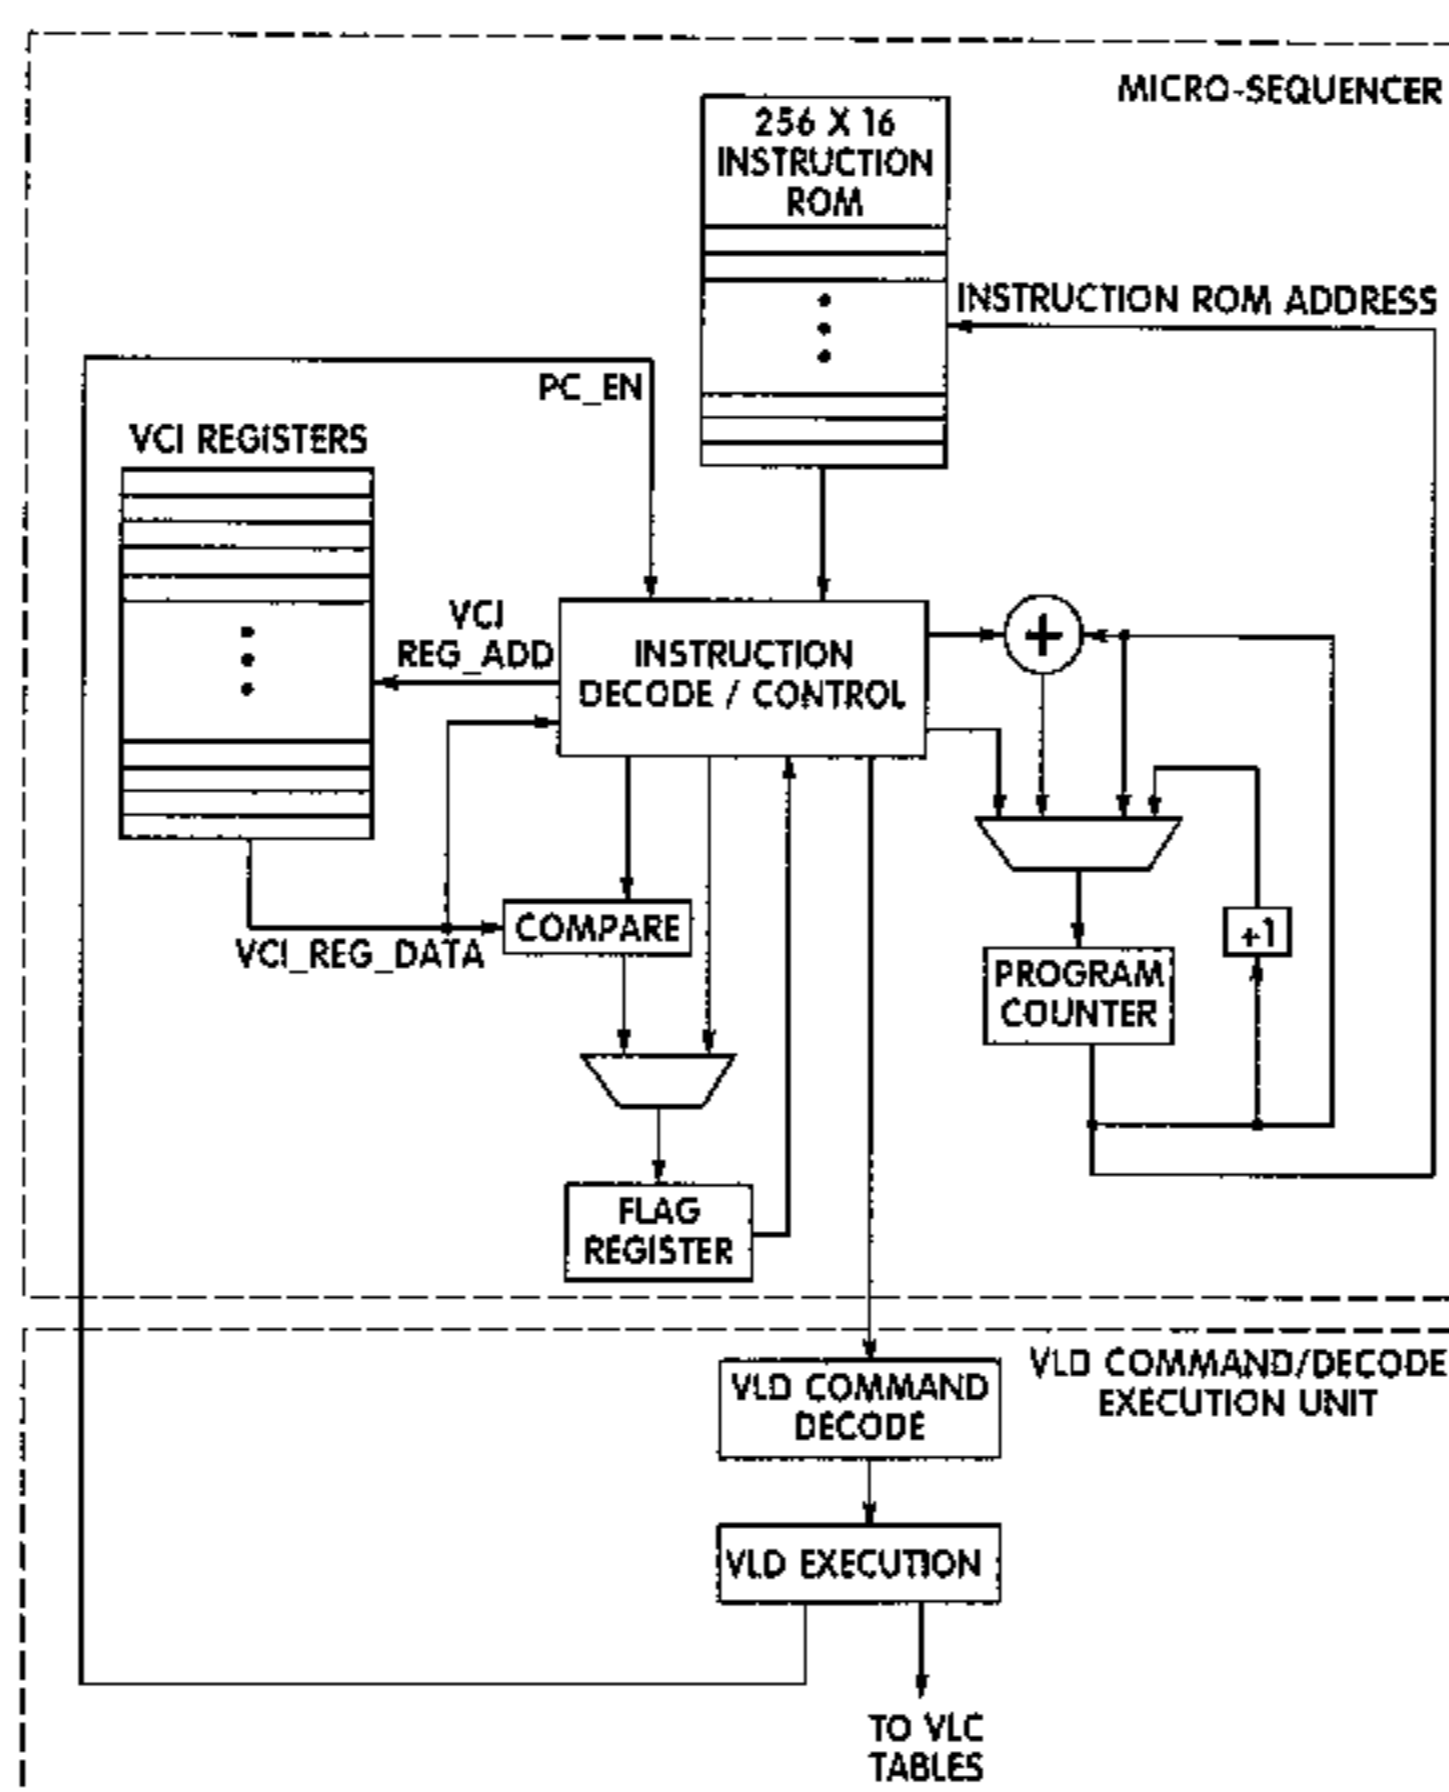 MICRO-SEQUENCER
256 X 16
INSTRUCTION
ROM
INSTRUCTION ROM ADDRESS
PC_EN
VCI REGISTERS
VCI
REG_ADD
INSTRUCTION
DECODE / CONTROL
+
COMPARE
VCI_REG_DATA
+1
PROGRAM
COUNTER
FLAG
REGISTER
VLD COMMAND/DECODE
EXECUTION UNIT
VLD COMMAND
DECODE
VLD EXECUTION
TO VLC
TABLES